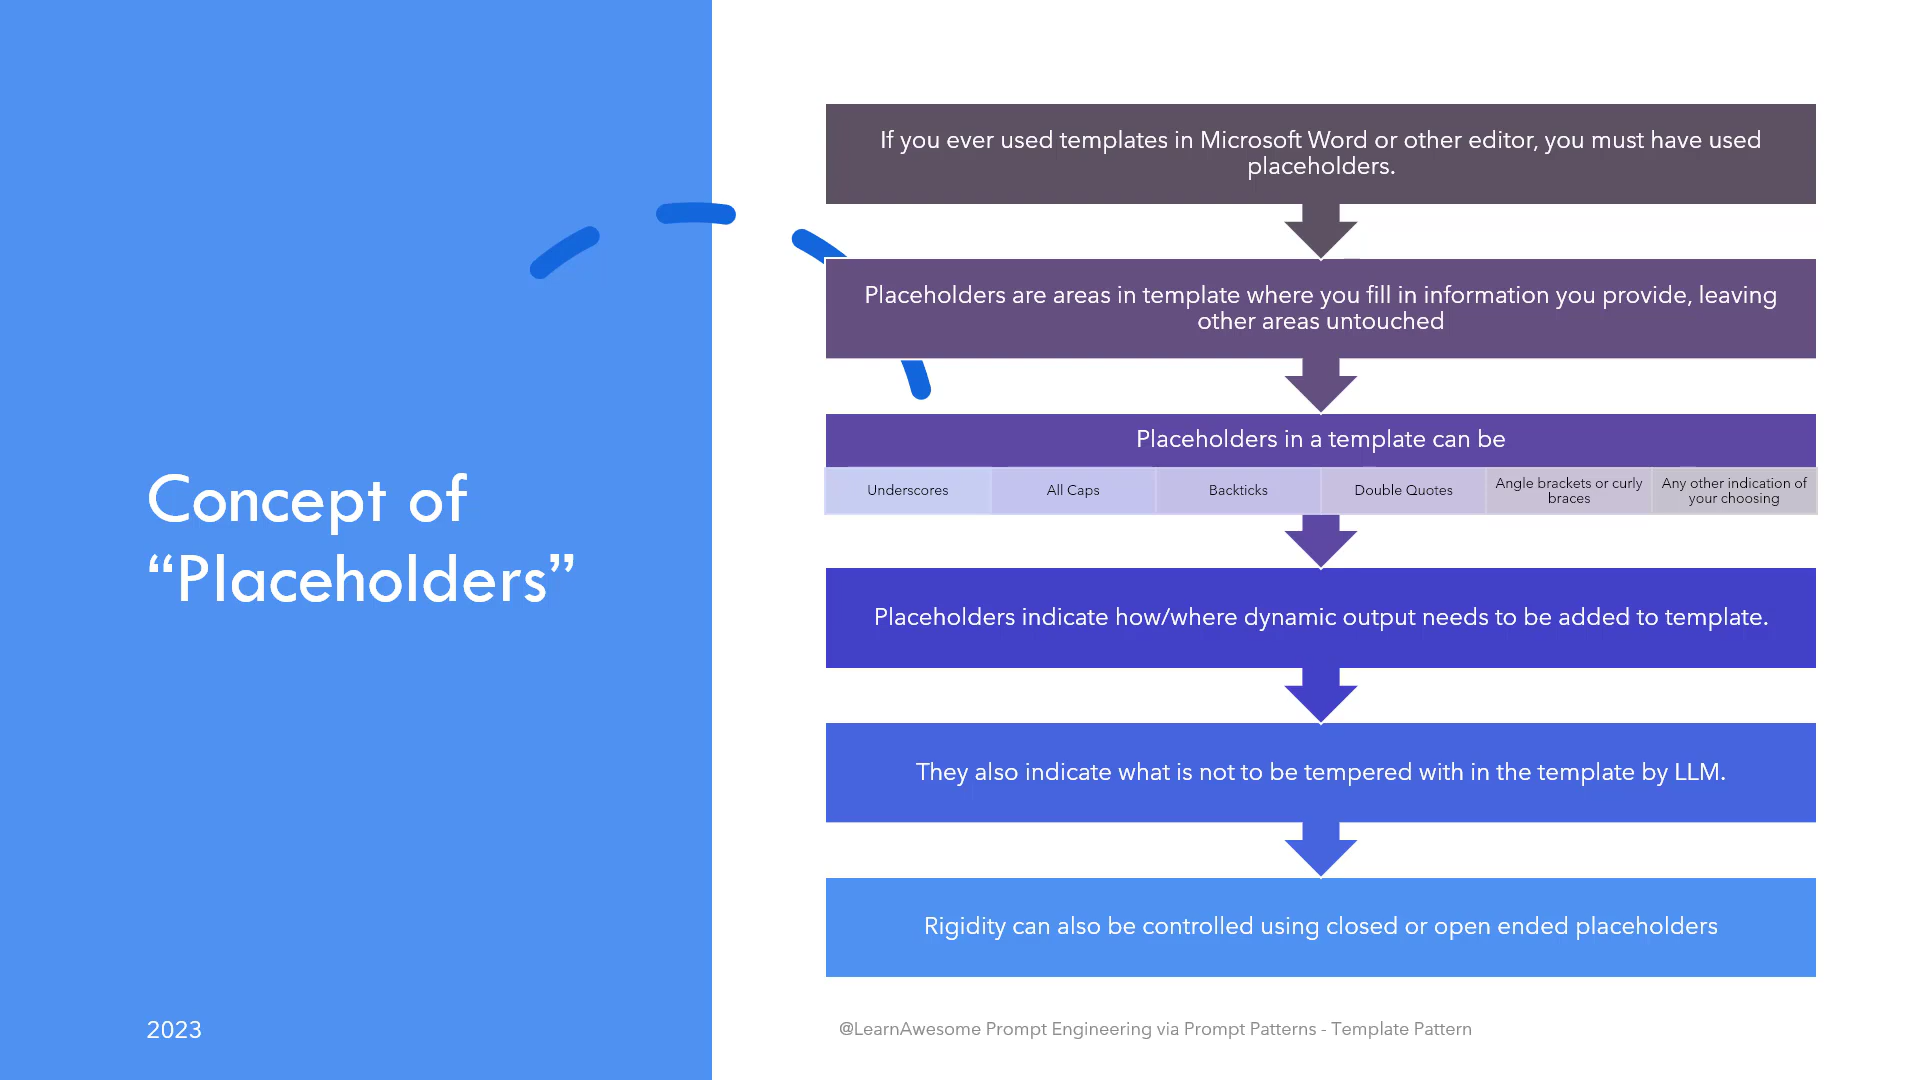 Concept of
“Placeholders”
2023
If you ever used templates in Microsoft Word or other editor, you must have used
placeholders.
Placeholders are areas in template where you fill in information you provide, leaving
other areas untouched
Placeholders in a template can be
Underscores
All Caps
Backticks
Double Quotes
Angle brackets or curly
braces
Any other indication of
your choosing
Placeholders indicate how/where dynamic output needs to be added to template.
They also indicate what is not to be tempered with in the template by LLM.
Rigidity can also be controlled using closed or open ended placeholders
@LearnAwesome Prompt Engineering via Prompt Patterns - Template Pattern